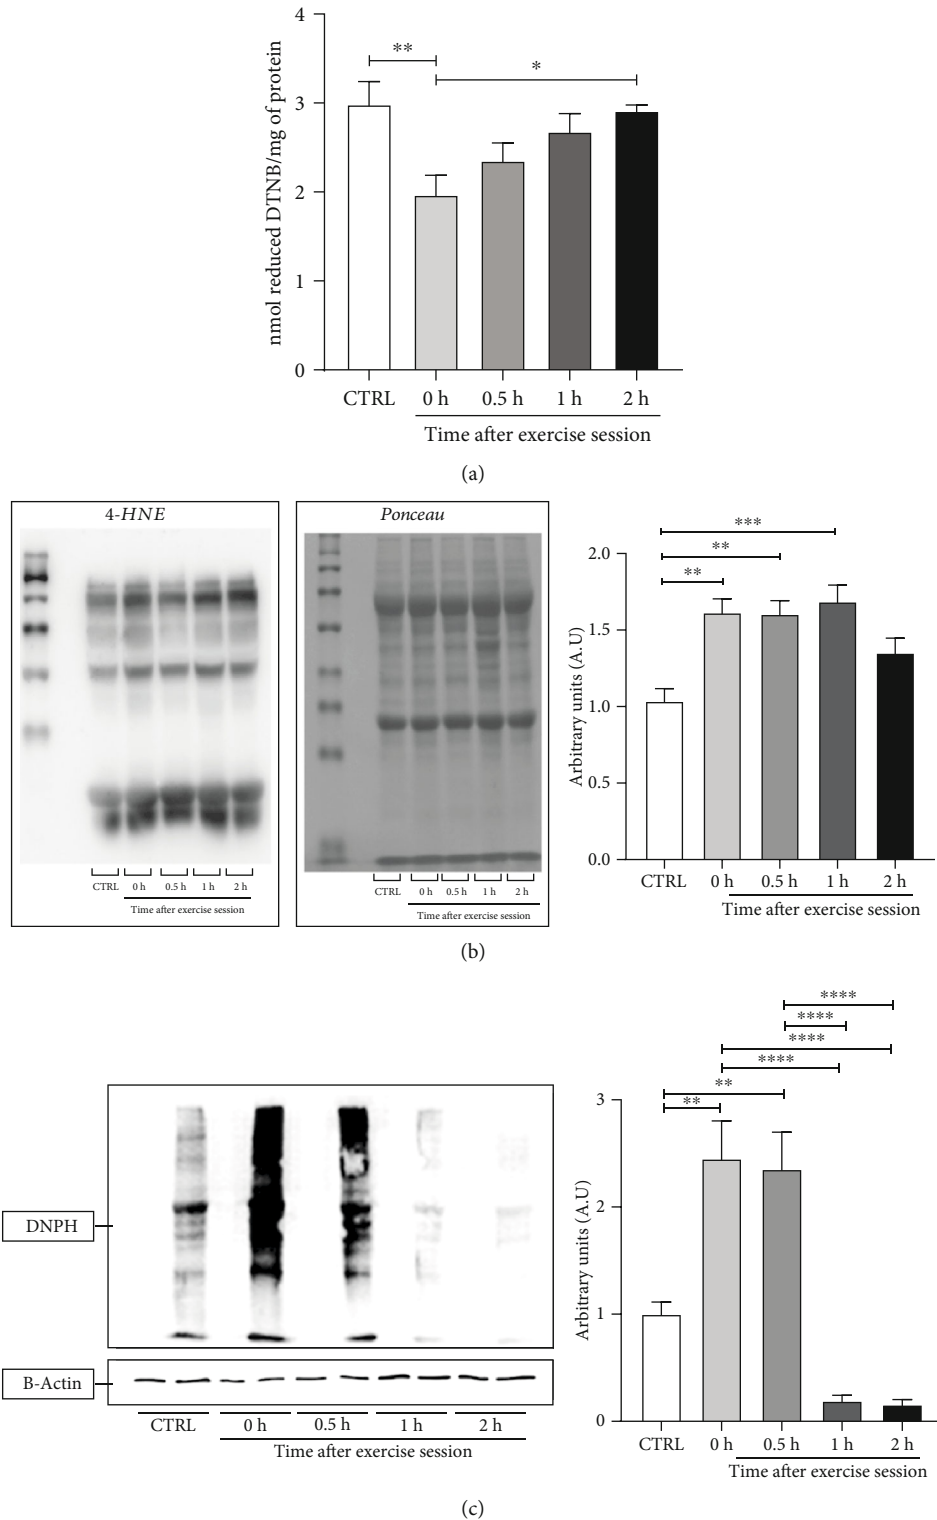 4
3
2
1
0
nmol reduced DTNB/mg of protein
**
*
CTRL 0 h 0.5 h 1 h 2 h
Time after exercise session
(a)
4-HNE
CTRL 0 h 0.5 h 1 h 2 h
Time after exercise session
Ponceau
CTRL 0 h 0.5 h 1 h 2 h
Time after exercise session
***
**
**
2.0
1.5
1.0
0.5
0.0
Arbitrary units (A.U)
CTRL 0 h 0.5 h 1 h 2 h
Time after exercise session
(b)
DNPH
B-Actin
CTRL 0 h 0.5 h 1 h 2 h
Time after exercise session
****
****
****
****
**
**
3
2
1
0
Arbitrary units (A.U)
CTRL 0 h 0.5 h 1 h 2 h
Time after exercise session
(c)